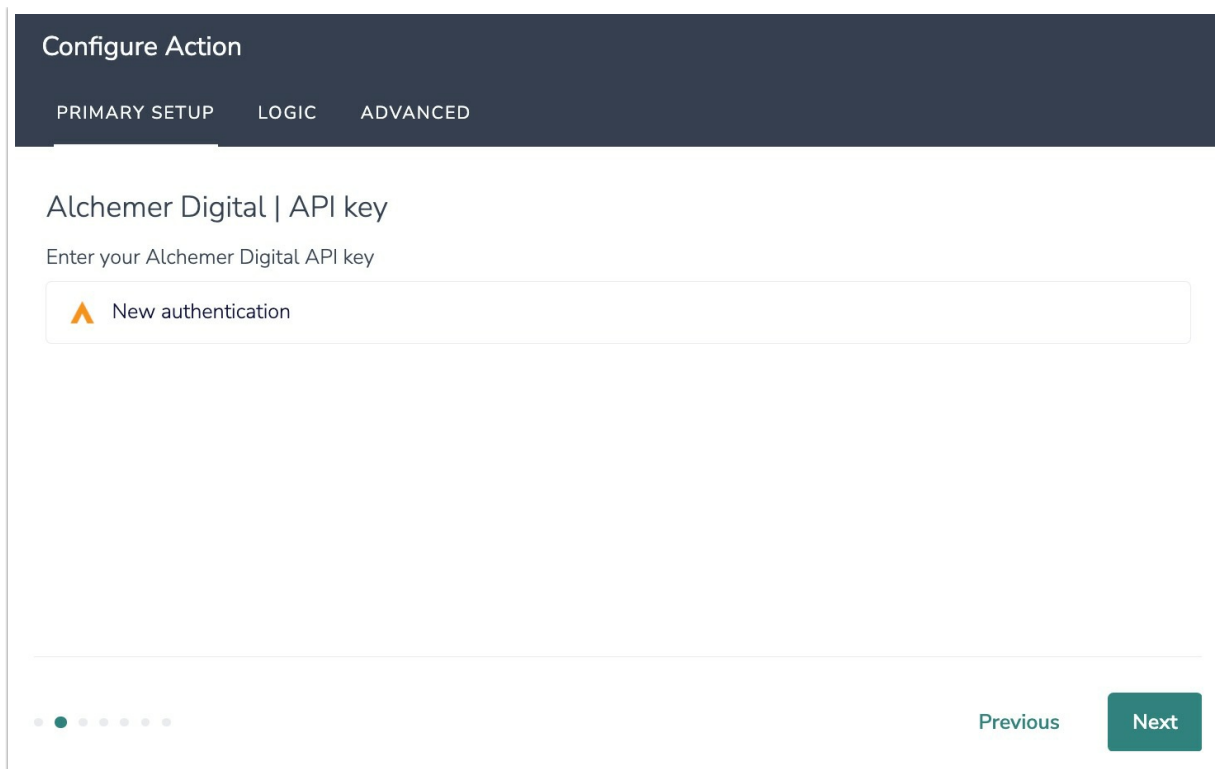 Configure Action
PRIMARY SETUP LOGIC ADVANCED
Alchemer Digital | API key
Enter your Alchemer Digital API key
New authentication
Previous Next